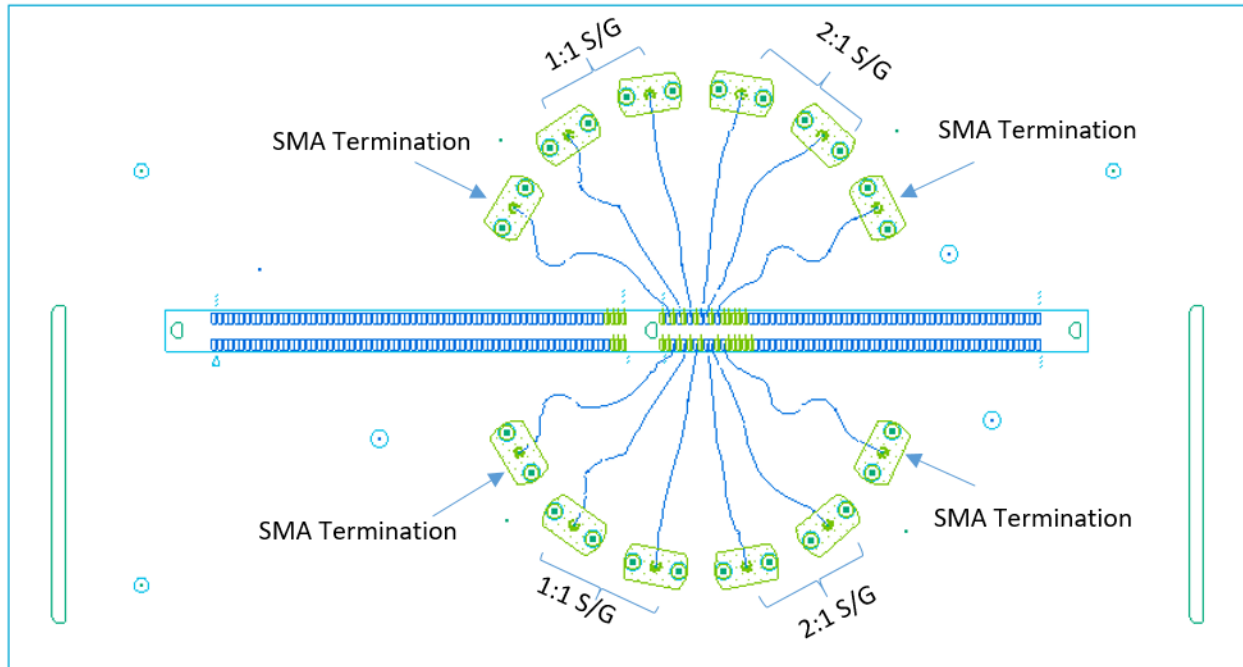 1:1 S/G
2:1 S/G
SMA Termination
SMA Termination
SMA Termination
SMA Termination
1:1 S/G
2:1 S/G